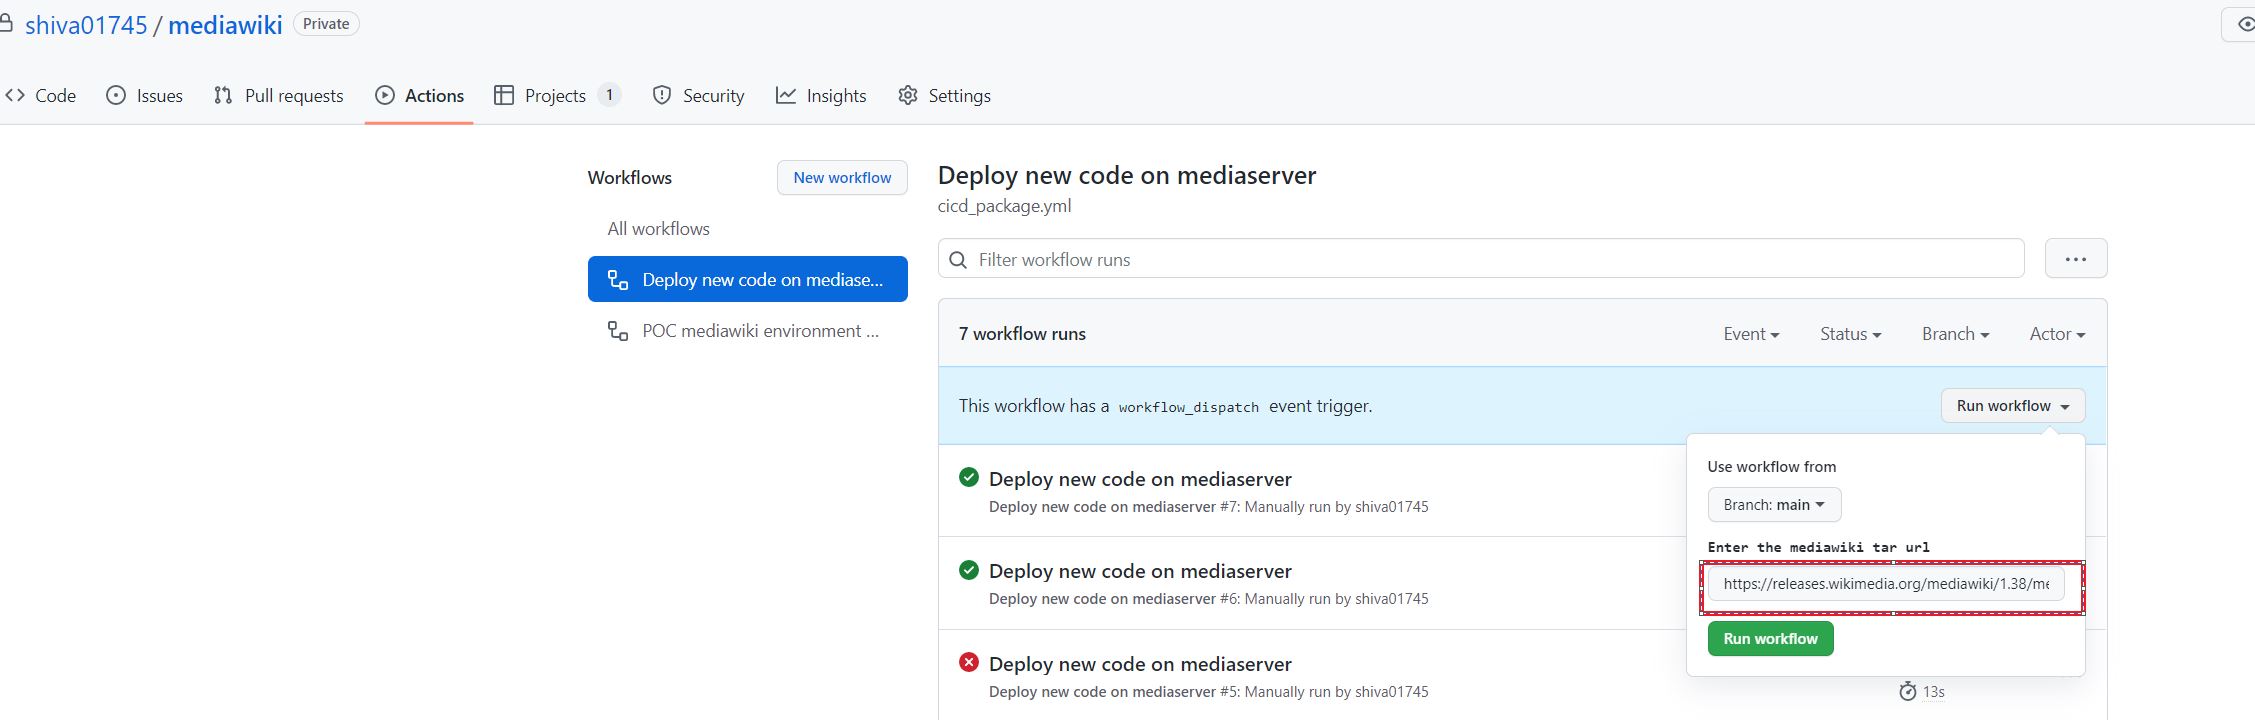 shiva01745 / mediawiki Private
Code Issues Pull requests Actions Projects 1 Security Insights Settings
Workflows
New workflow
All workflows
Deploy new code on mediase...
POC mediawiki environment ...
Deploy new code on mediaserver
cicd_package.yml
Filter workflow runs
...
7 workflow runs
Event Status Branch Actor
This workflow has a workflow_dispatch event trigger.
Run workflow
Deploy new code on mediaserver
Deploy new code on mediaserver #7: Manually run by shiva01745
Deploy new code on mediaserver
Deploy new code on mediaserver #6: Manually run by shiva01745
Deploy new code on mediaserver
Deploy new code on mediaserver #5: Manually run by shiva01745
Use workflow from
Branch: main
Enter the mediawiki tar url
https://releases.wikimedia.org/mediawiki/1.38/me
Run workflow
13s